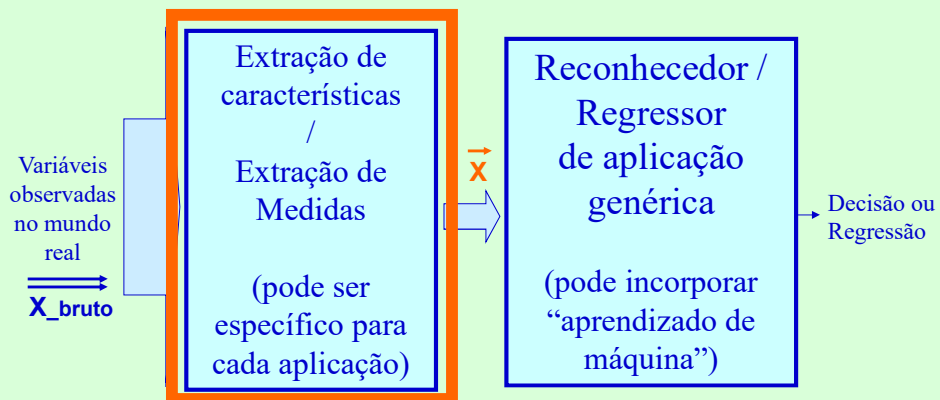 Variáveis
observadas
no mundo
real
X_bruto
Extração de
características
/
Extração de
Medidas
(pode ser
específico para
cada aplicação)
X
Reconhecedor /
Regressor
de aplicação
genérica
(pode incorporar
“aprendizado de
máquina”)
Decisão ou
Regressão